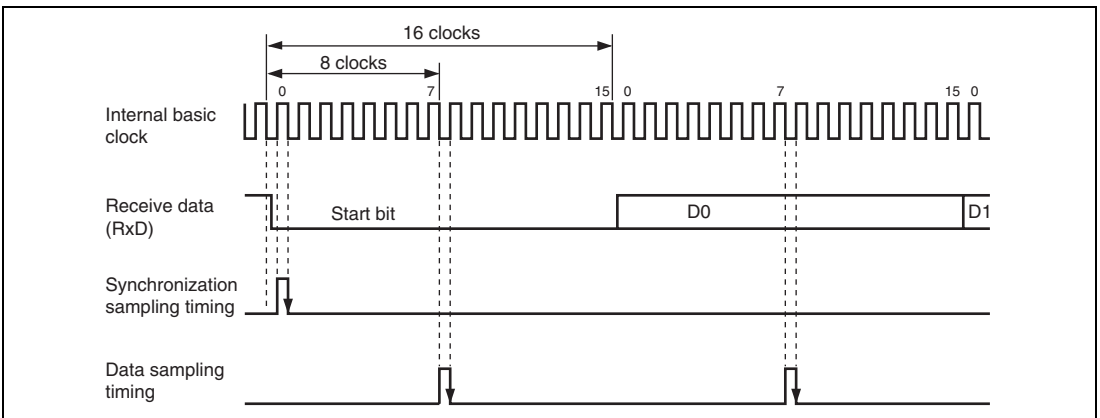 16 clocks
8 clocks
0 7 15 0 7 15 0
Internal basic
clock
Receive data
(RxD)
Start bit D0 D1
Synchronization
sampling timing
Data sampling
timing